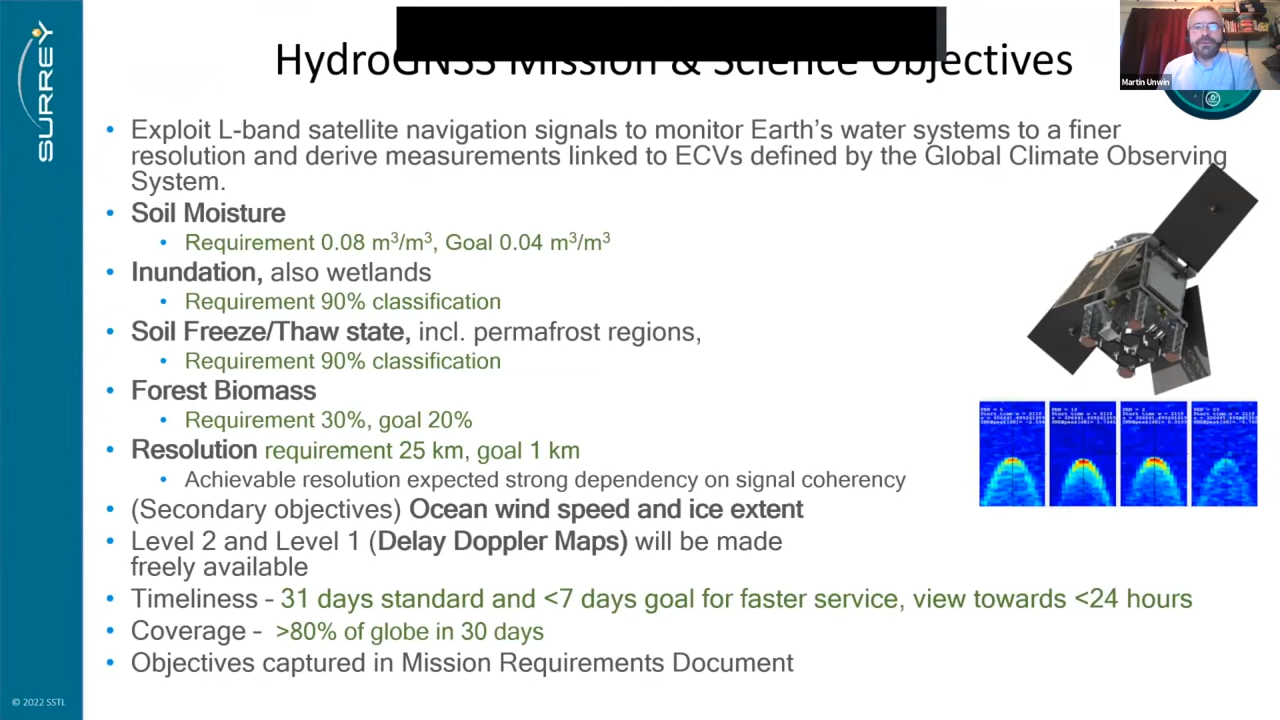 HydroGNSS Mission & Science Objectives
Martin Unwin
SURREY
• Exploit L-band satellite navigation signals to monitor Earth's water systems to a finer
resolution and derive measurements linked to ECVs defined by the Global Climate Observing
System.
• Soil Moisture
• Requirement 0.08 m³/m³, Goal 0.04 m³/m³
• Inundation, also wetlands
• Requirement 90% classification
• Soil Freeze/Thaw state, incl. permafrost regions,
• Requirement 90% classification
• Forest Biomass
• Requirement 30%, goal 20%
• Resolution requirement 25 km, goal 1 km
• Achievable resolution expected strong dependency on signal coherency
• (Secondary objectives) Ocean wind speed and ice extent
• Level 2 and Level 1 (Delay Doppler Maps) will be made
freely available
• Timeliness - 31 days standard and <7 days goal for faster service, view towards <24 hours
• Coverage - >80% of globe in 30 days
• Objectives captured in Mission Requirements Document
© 2022 SSTL